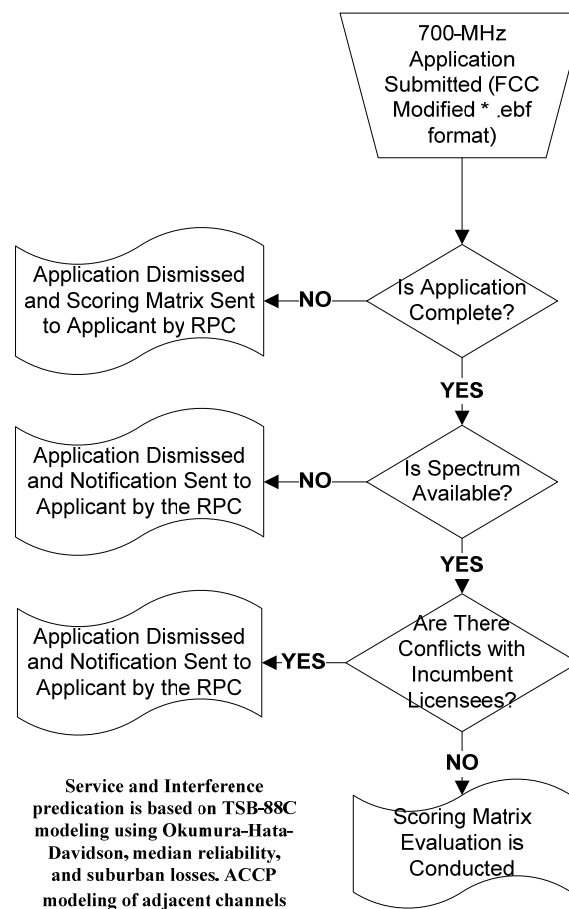 700-MHz
Application
Submitted (FCC
Modified * .ebf
format)
Application Dismissed
and Scoring Matrix Sent
to Applicant by RPC
NO
Is Application
Complete?
YES
Application Dismissed
and Notification Sent to
Applicant by the RPC
NO
Is Spectrum
Available?
YES
Application Dismissed
and Notification Sent to
Applicant by the RPC
YES
Are There
Conflicts with
Incumbent
Licensees?
NO
Scoring Matrix
Evaluation is
Conducted
Service and Interference
predication is based on TSB-88C
modeling using Okumura-Hata-
Davidson, median reliability,
and suburban losses. ACCP
modeling of adjacent channels